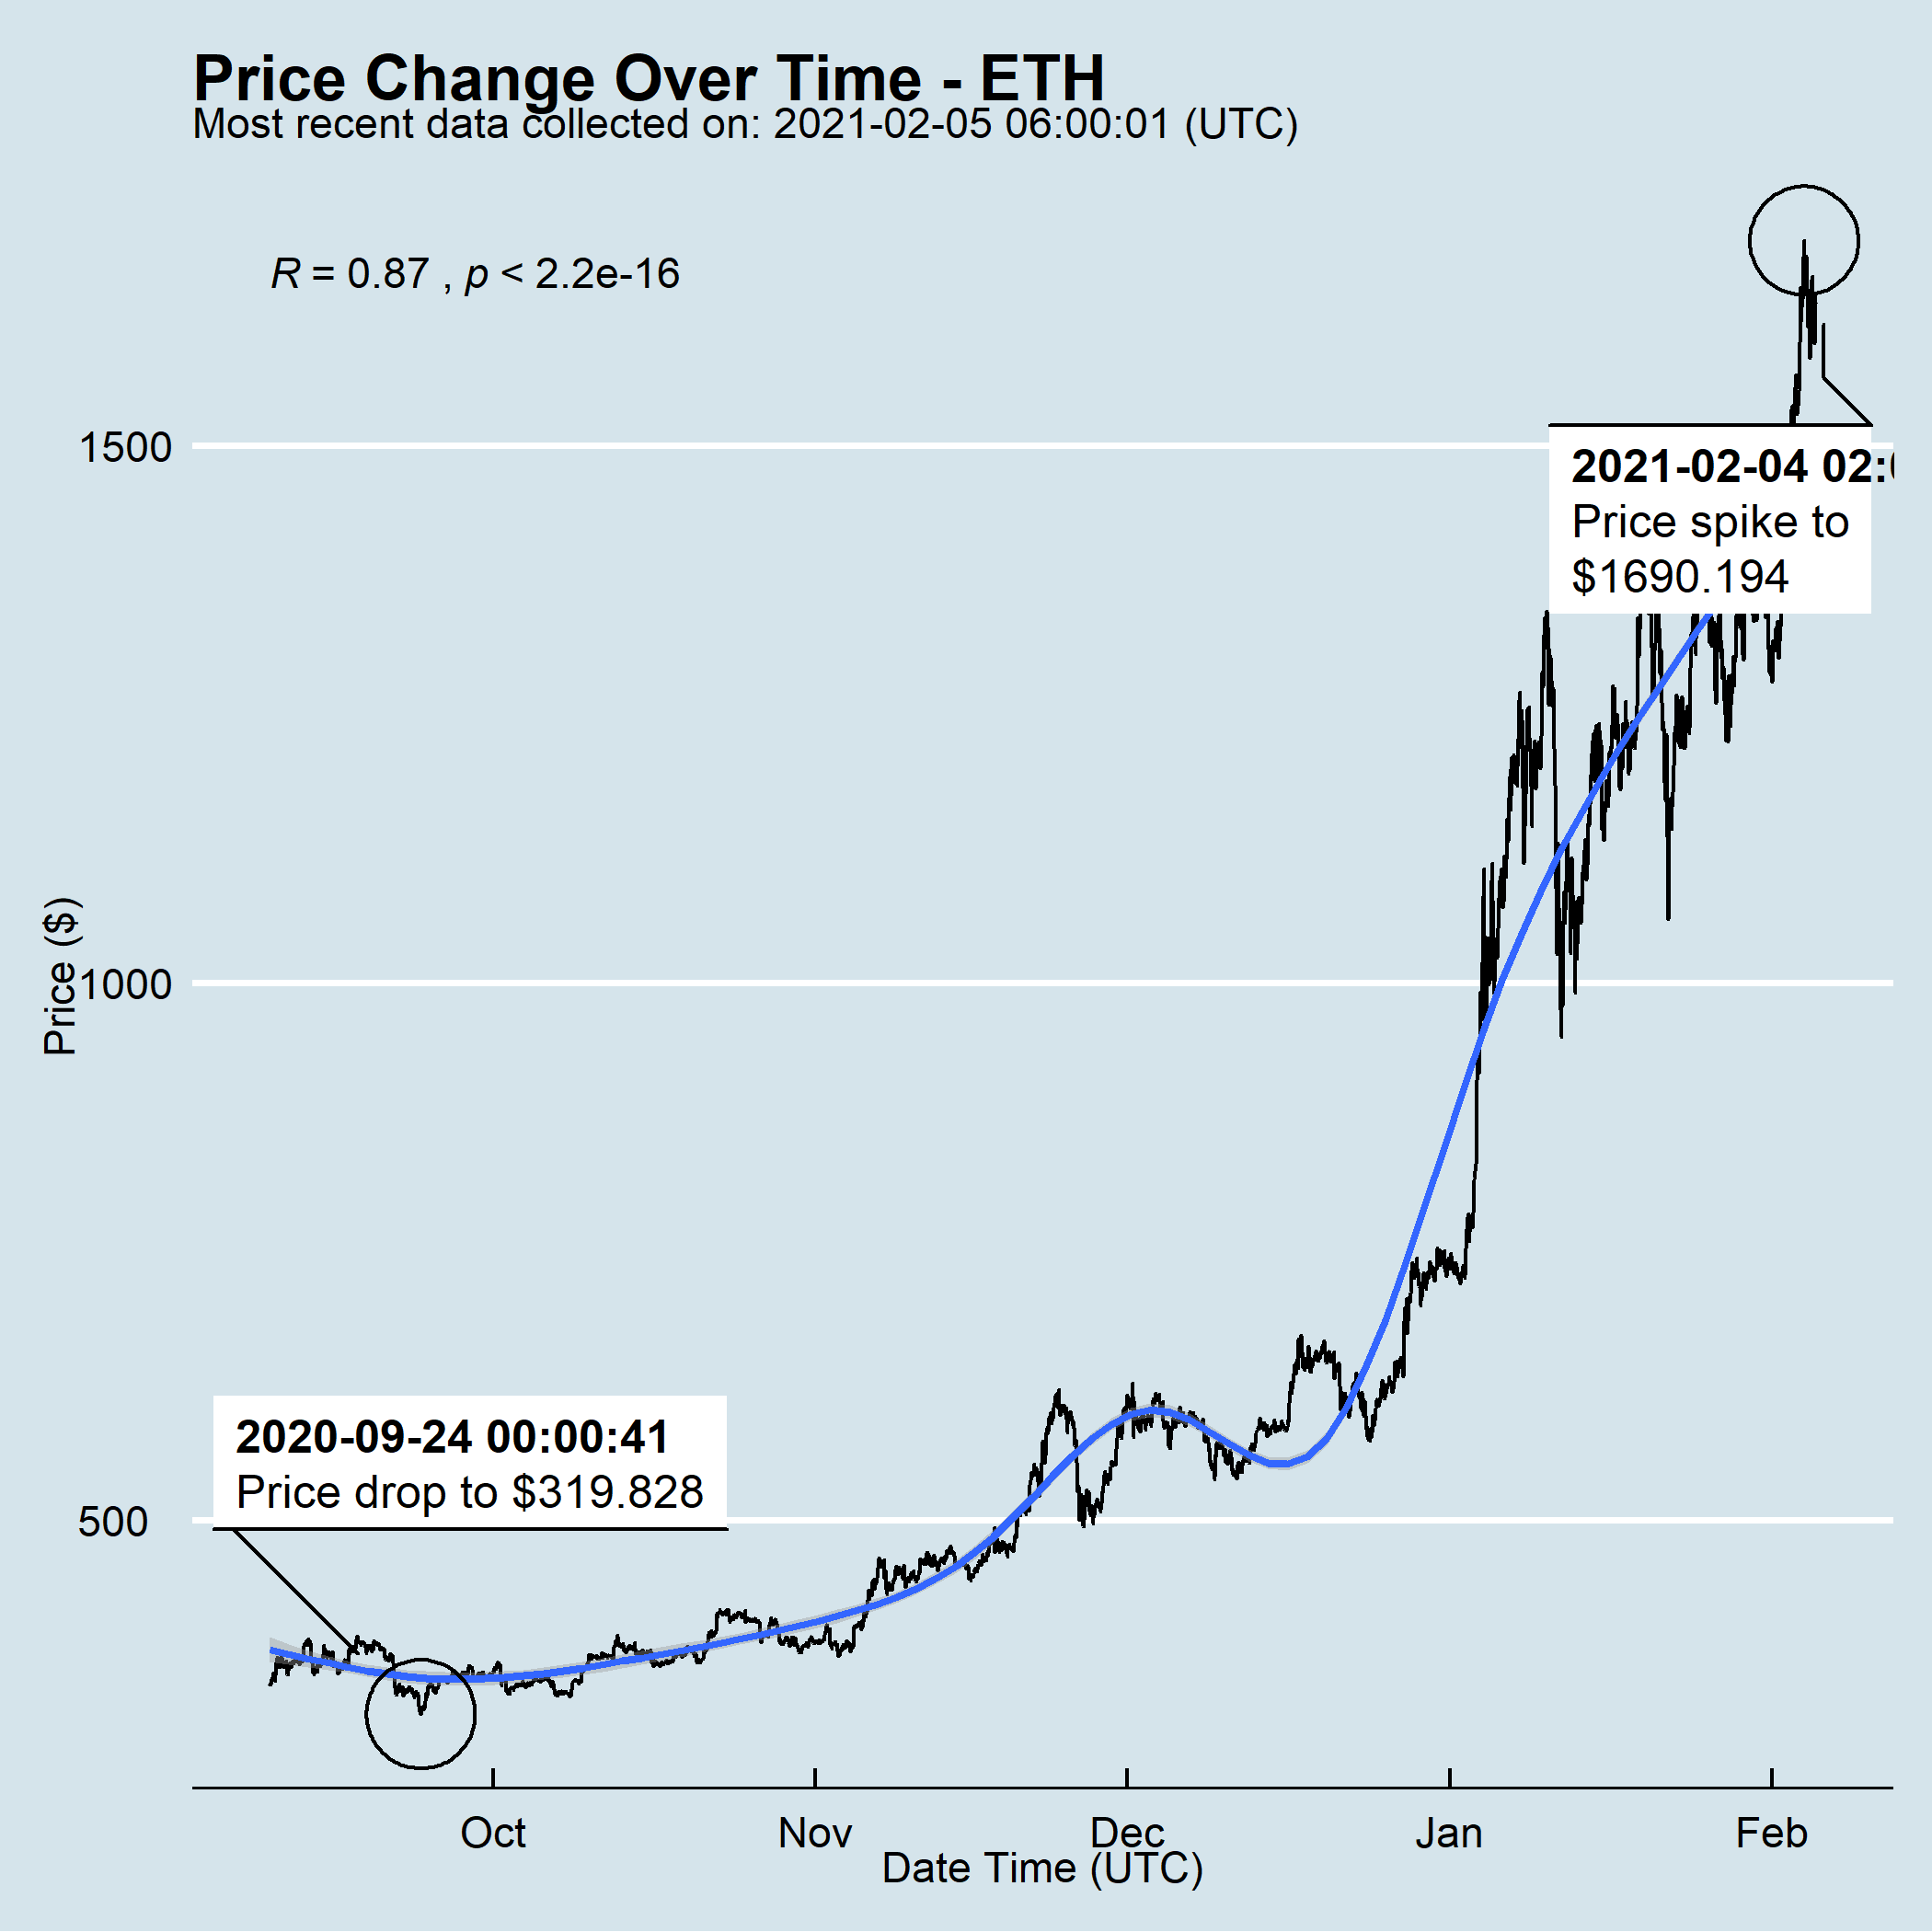 Price Change Over Time - ETH
Most recent data collected on: 2021-02-05 06:00:01 (UTC)
R = 0.87 , p < 2.2e-16
1500
2021-02-04 02:
Price spike to
$1690.194
1000
Price ($)
2020-09-24 00:00:41
Price drop to $319.828
500
Oct
Nov
Dec
Jan
Feb
Date Time (UTC)